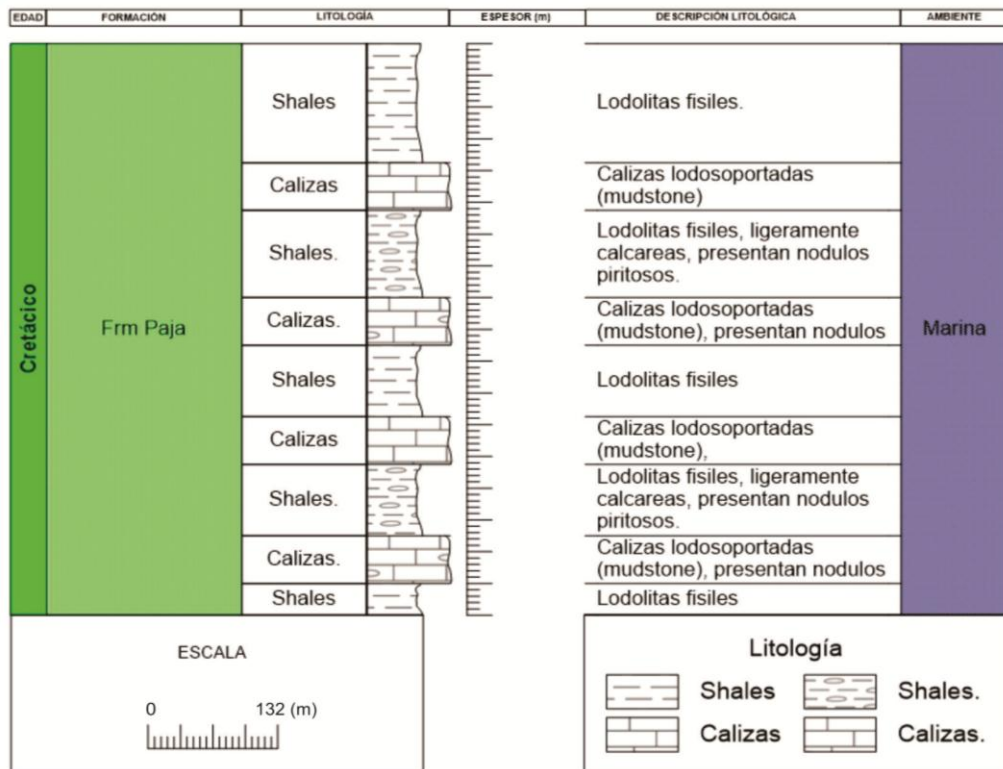 EDAD FORMACIÓN LITOLOGÍA ESPESOR (m) DESCRIPCIÓN LITOLÓGICA AMBIENTE
Cretácico
Frm Paja
Shales
Lodolitas fisiles.
Calizas
Calizas lodosoportadas
(mudstone)
Shales.
Lodolitas fisiles, ligeramente
calcareas, presentan nodulos
piritosos.
Calizas.
Calizas lodosoportadas
(mudstone), presentan nodulos
Marina
Shales
Lodolitas fisiles
Calizas
Calizas lodosoportadas
(mudstone),
Shales.
Lodolitas fisiles, ligeramente
calcareas, presentan nodulos
piritosos.
Calizas.
Calizas lodosoportadas
(mudstone), presentan nodulos
Shales
Lodolitas fisiles
ESCALA
0 132 (m)
Litología
Shales Shales.
Calizas Calizas.